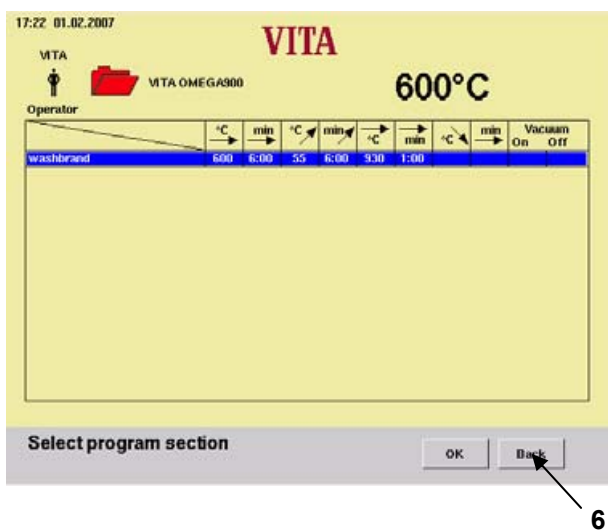 17:22 01.02.2007
VITA
VITA
VITA OMEGA900
600°C
Operator
°C min °C min °C min °C min Vacuum
On Off
washbrand 600 6:00 55 6:00 930 1:00
Select program section
OK Back
6